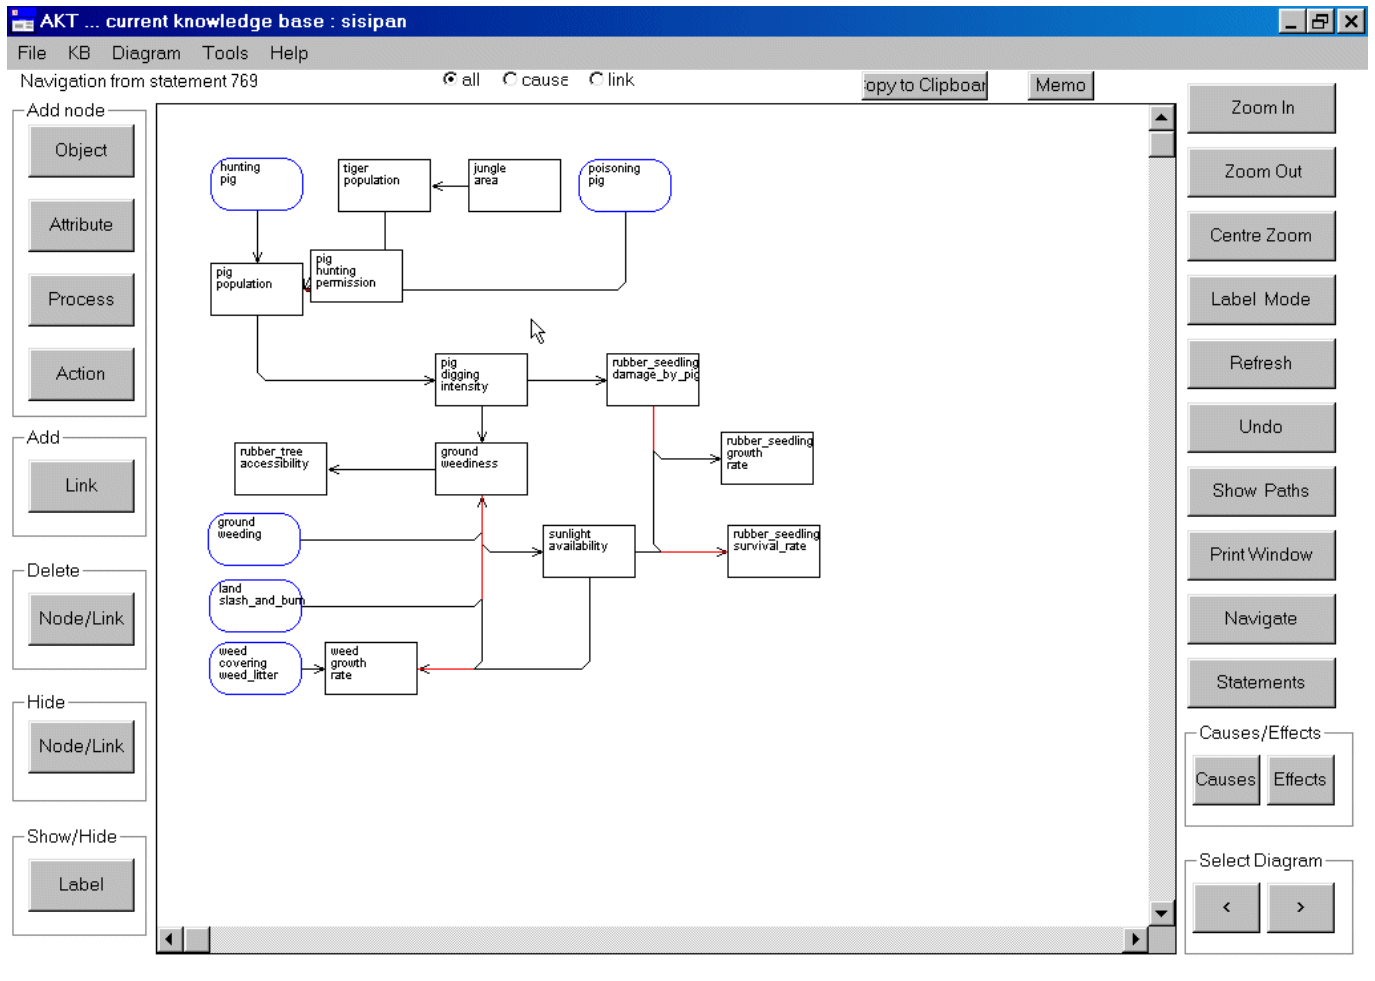 AKT ... current knowledge base : sisipan
File KB Diagram Tools Help
Navigation from statement 769
all cause link
opy to Clipboar
Memo
Add node
Object
Attribute
Process
Action
Add
Link
Delete
Node/Link
Hide
Node/Link
Show/Hide
Label
hunting
pig
tiger
population
jungle
area
poisoning
pig
pig
population
pig
hunting
permission
pig
digging
intensity
rubber_seedling
damage_by_pig
rubber_tree
accessibility
ground
weediness
rubber_seedling
growth
rate
ground
weeding
sunlight
availability
rubber_seedling
survival_rate
land
slash_and_burn
weed
covering
weed_litter
weed
growth
rate
Zoom In
Zoom Out
Centre Zoom
Label Mode
Refresh
Undo
Show Paths
Print Window
Navigate
Statements
Causes/Effects
Causes Effects
Select Diagram
< >